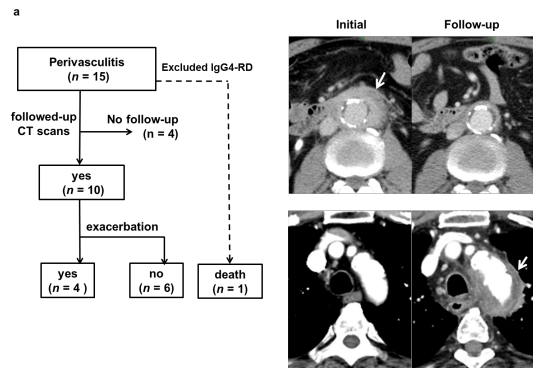 a
Perivasculitis
(n = 15)
Excluded IgG4-RD
followed-up
CT scans
No follow-up
(n = 4)
yes
(n = 10)
exacerbation
yes
(n = 4 )
no
(n = 6)
death
(n = 1)
Initial
Follow-up